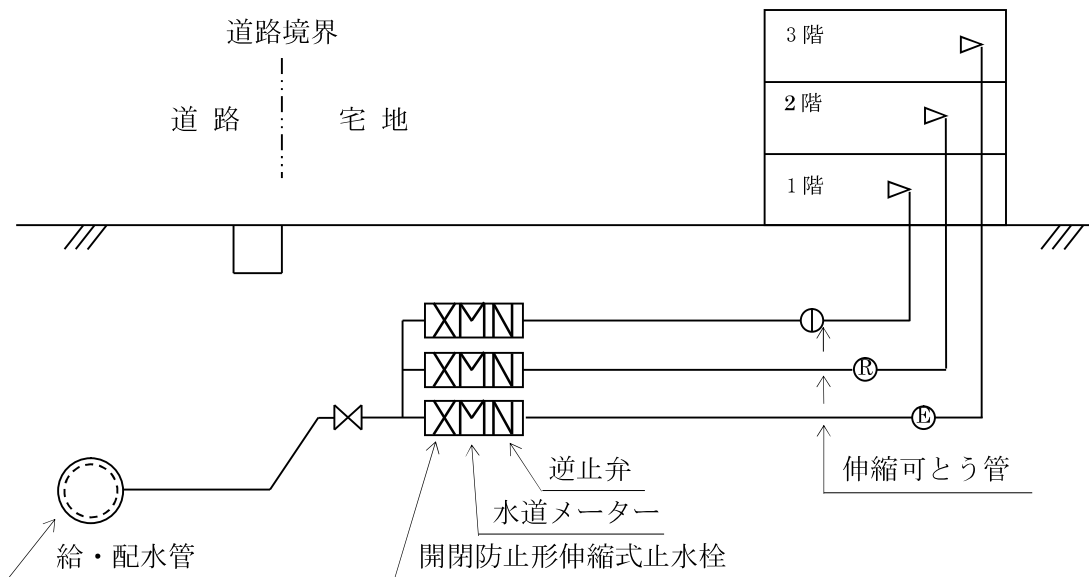 道路境界
道 路
宅 地
3 階
2 階
1 階
R
E
伸縮可とう管
逆止弁
水道メーター
開閉防止形伸縮式止水栓
給・配水管